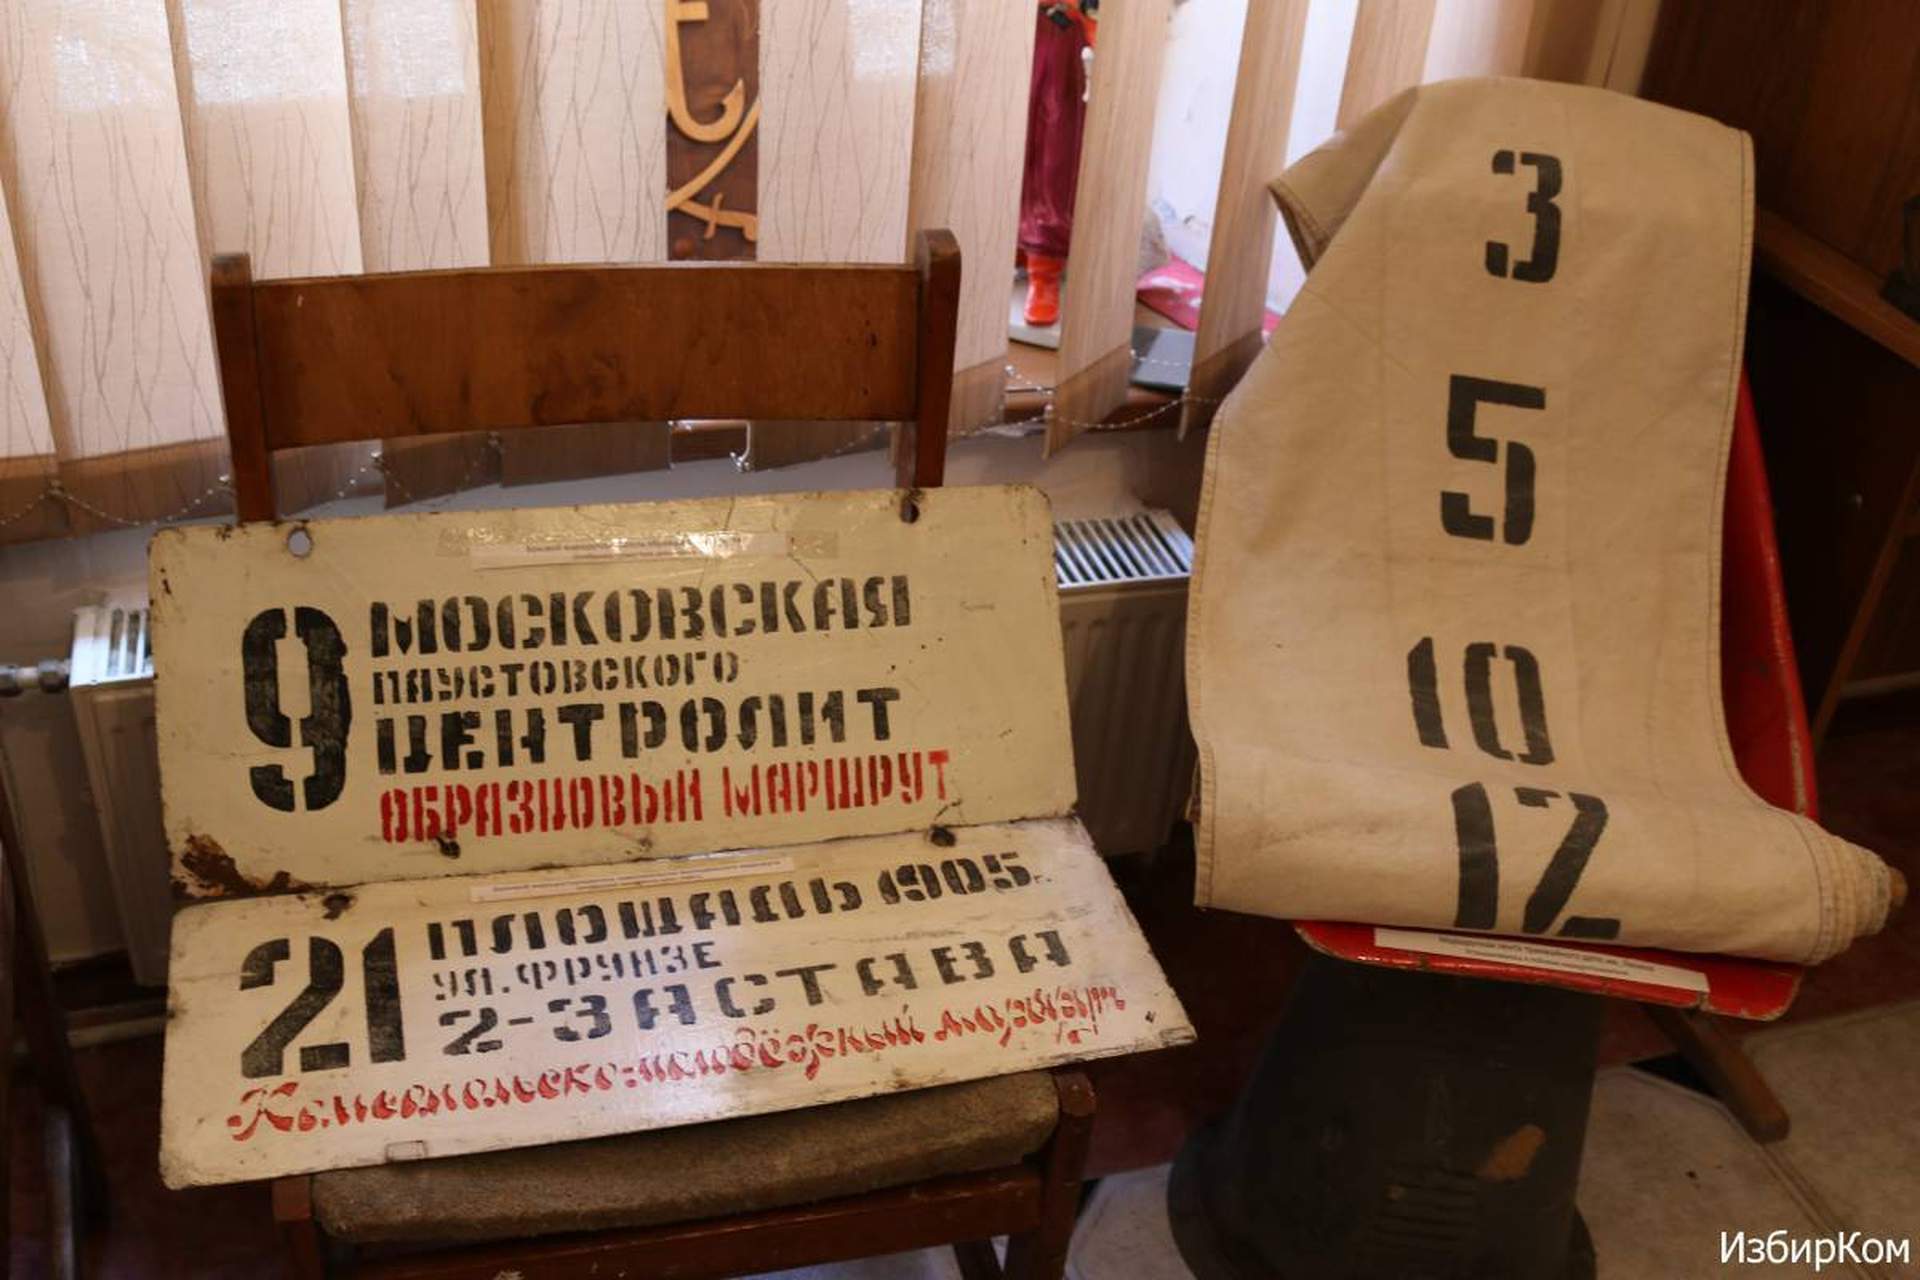 9
МОСКОВСКАЯ
ПАУСТОВСКОГО
ЦЕНТРОЛИТ
ОБРАЗЦОВЫЙ МАРШРУТ
21
ПЛОЩАДЬ 1905 г.
УЛ. ФРУНЗЕ
2-ЗАСТАВА
Комсомольско-молодёжный маршрут
3
5
10
12
ИзбирКом